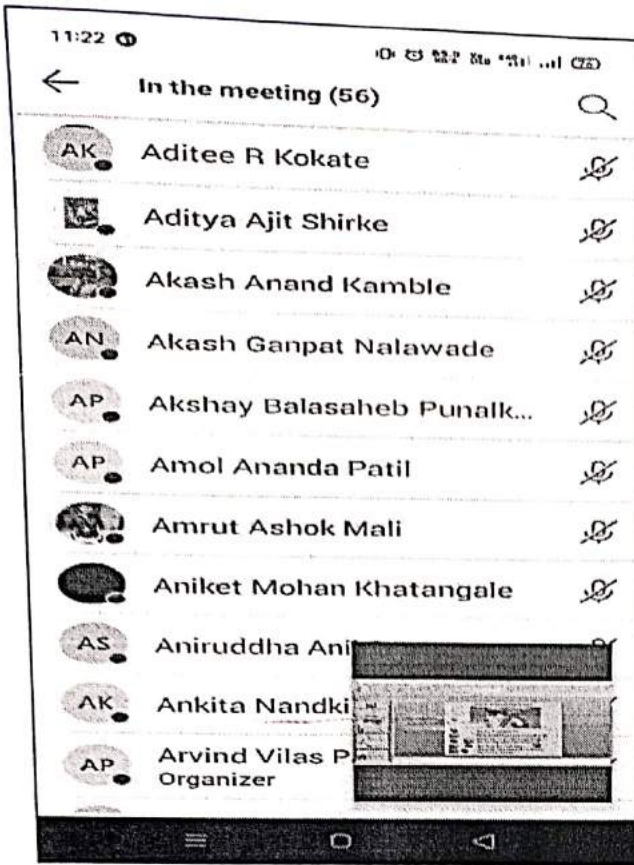 11:22
In the meeting (56)
AK Aditee R Kokate
Aditya Ajit Shirke
Akash Anand Kamble
AN Akash Ganpat Nalawade
AP Akshay Balasaheb Punalk...
AP Amol Ananda Patil
Amrut Ashok Mali
Aniket Mohan Khatangale
AS Aniruddha Ani
AK Ankita Nandki
AP Arvind Vilas P
Organizer